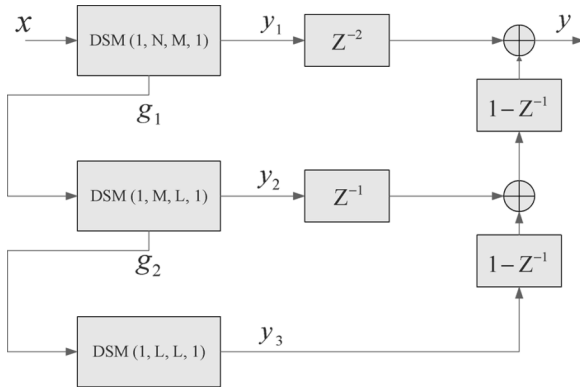 x DSM (1, N, M, 1) y₁ Z⁻² y
g₁
1 – Z⁻¹
DSM (1, M, L, 1) y₂ Z⁻¹
g₂
1 – Z⁻¹
DSM (1, L, L, 1) y₃